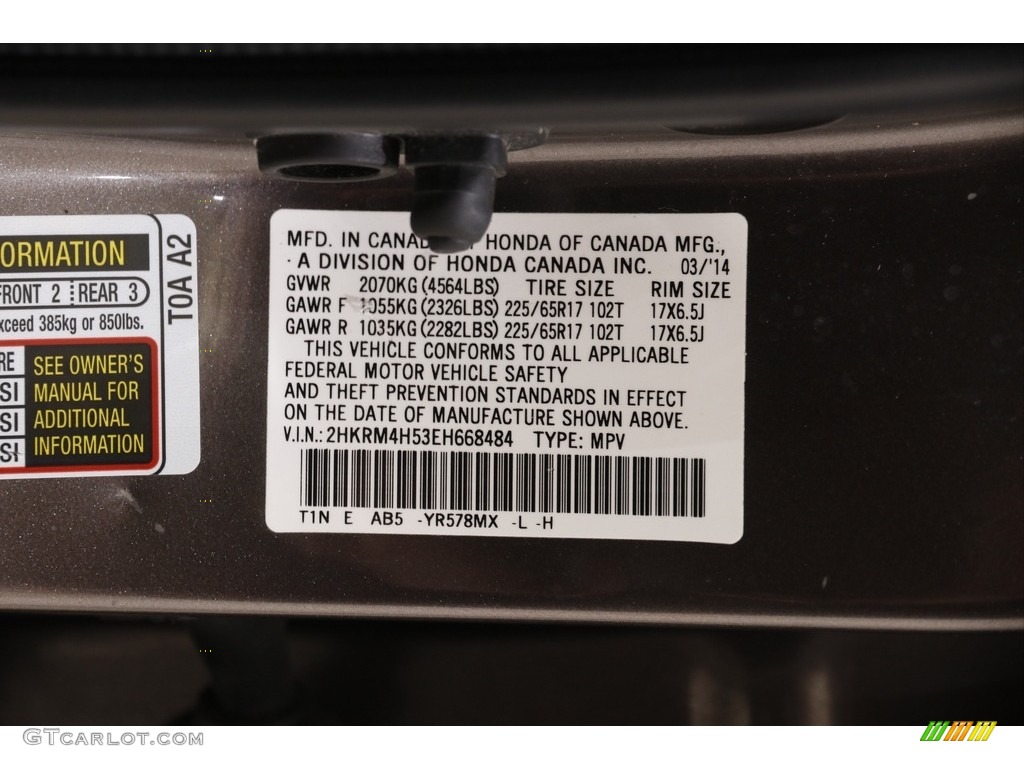 ORMATION
FRONT 2 REAR 3
xceed 385kg or 850lbs.
RE
SI
SI
SI
SEE OWNER'S
MANUAL FOR
ADDITIONAL
INFORMATION
T0A A2
MFD. IN CANAD HONDA OF CANADA MFG.,
A DIVISION OF HONDA CANADA INC. 03/'14
GVWR 2070KG(4564LBS) TIRE SIZE RIM SIZE
GAWR F 1055KG(2326LBS) 225/65R17 102T 17X6.5J
GAWR R 1035KG(2282LBS) 225/65R17 102T 17X6.5J
THIS VEHICLE CONFORMS TO ALL APPLICABLE
FEDERAL MOTOR VEHICLE SAFETY
AND THEFT PREVENTION STANDARDS IN EFFECT
ON THE DATE OF MANUFACTURE SHOWN ABOVE.
V.I.N.: 2HKRM4H53EH668484 TYPE: MPV
T1N E AB5 -YR578MX -L -H
GTCarlot.com